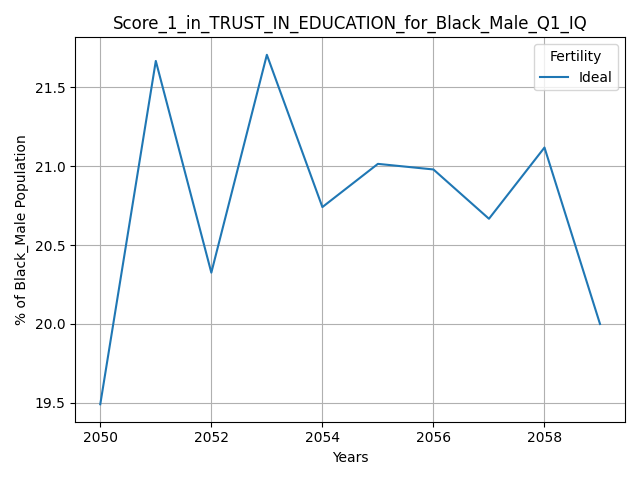 Score_1_in_TRUST_IN_EDUCATION_for_Black_Male_Q1_IQ
Fertility
Ideal
% of Black_Male Population
21.5
21.0
20.5
20.0
19.5
2050 2052 2054 2056 2058
Years